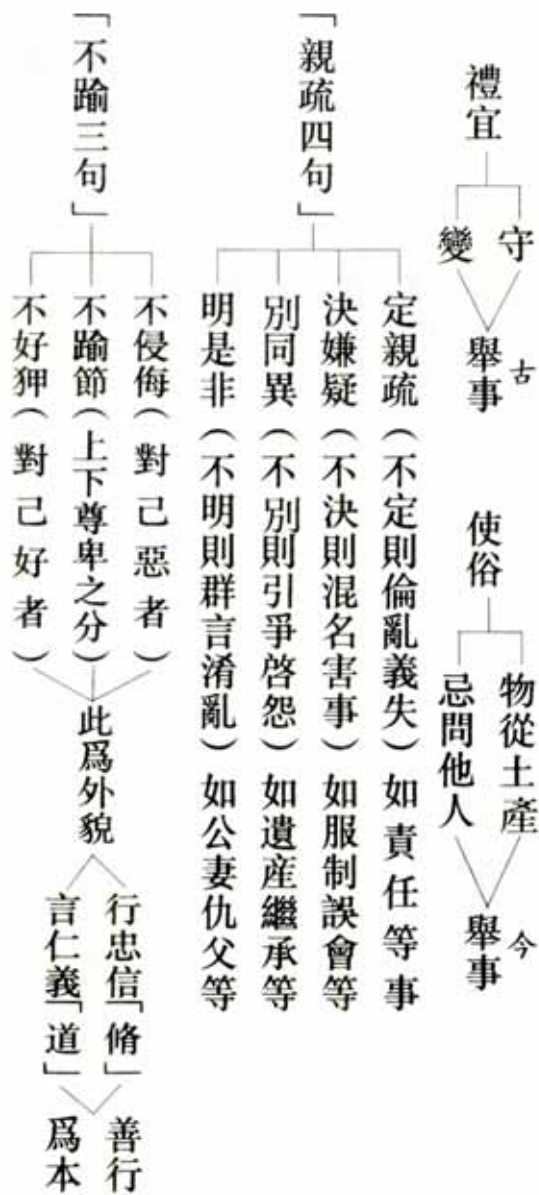 禮宜
守
變
舉事
古
使俗
物從土產
忌問他人
舉事
今
「親疏四句」
定親疏(不定則倫亂義失)如責任等事
決嫌疑(不決則混名害事)如服制誤會等
別同異(不別則引爭啓怨)如遺產繼承等
明是非(不明則群言淆亂)如公妻仇父等
「不踰三句」
不侵侮(對己惡者)
不踰節(上下尊卑之分)
不好狎(對己好者)
此爲外貌
行忠信「脩」
言仁義「道」
善行
爲本